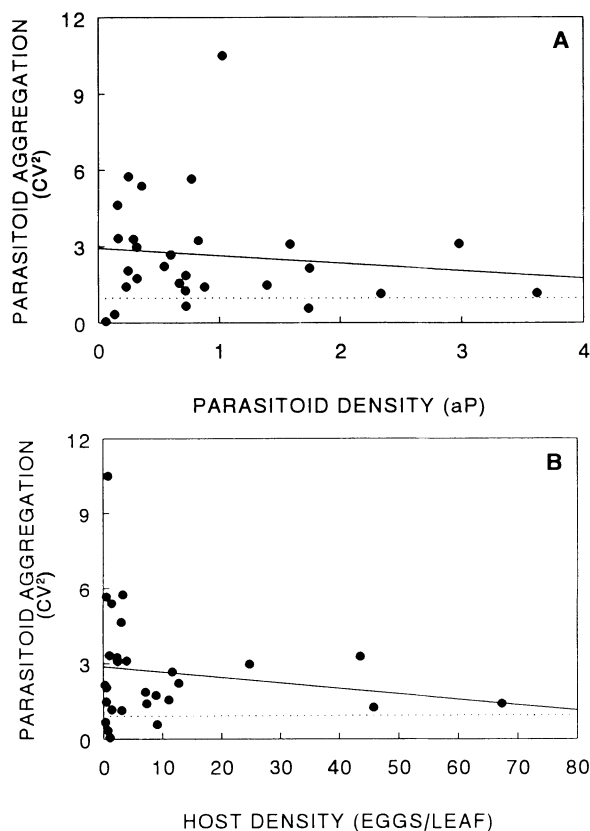 A
12
9
6
3
0
PARASITOID AGGREGATION
(CV²)
0 1 2 3 4
PARASITOID DENSITY (aP)
B
12
9
6
3
0
PARASITOID AGGREGATION
(CV²)
0 10 20 30 40 50 60 70 80
HOST DENSITY (EGGS/LEAF)